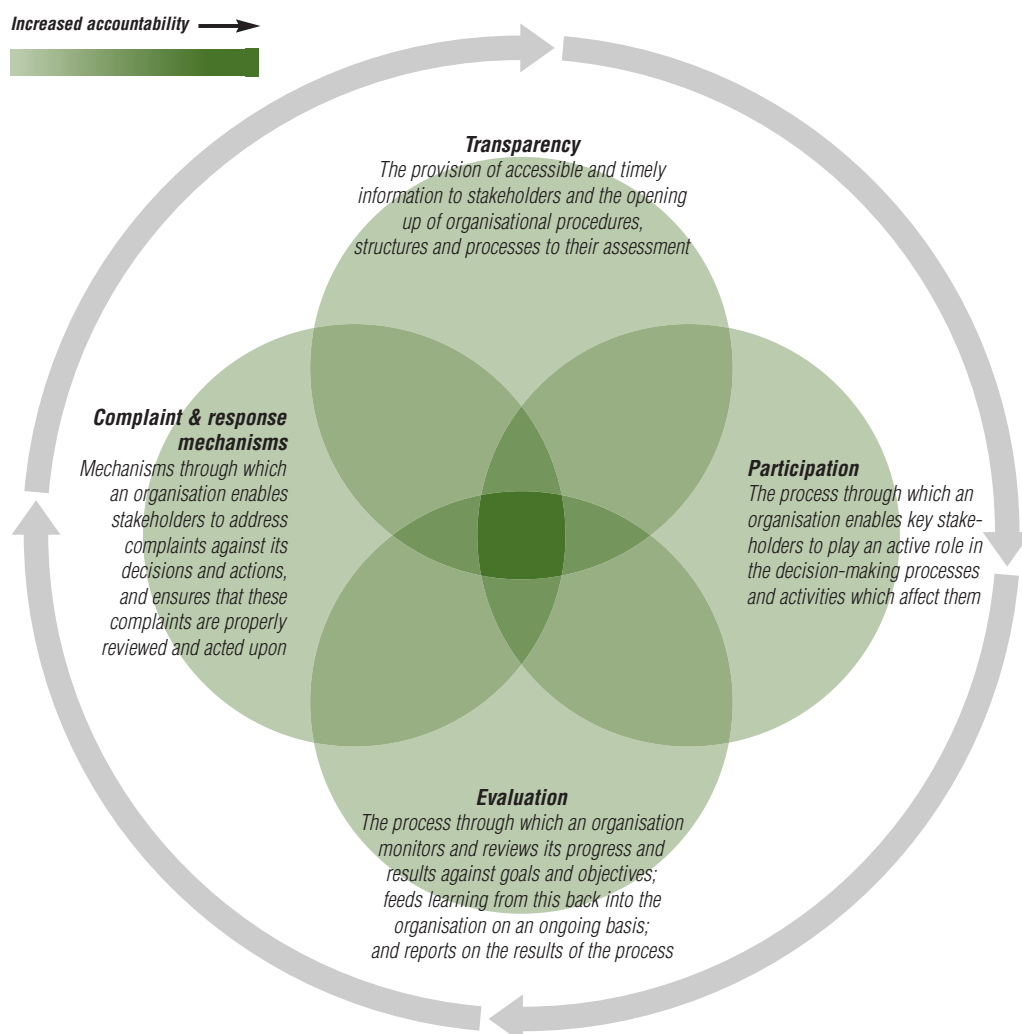 Increased accountability
Transparency
The provision of accessible and timely
information to stakeholders and the opening
up of organisational procedures,
structures and processes to their assessment
Complaint & response
mechanisms
Mechanisms through which
an organisation enables
stakeholders to address
complaints against its
decisions and actions,
and ensures that these
complaints are properly
reviewed and acted upon
Participation
The process through which an
organisation enables key stake-
holders to play an active role in
the decision-making processes
and activities which affect them
Evaluation
The process through which an organisation
monitors and reviews its progress and
results against goals and objectives;
feeds learning from this back into the
organisation on an ongoing basis;
and reports on the results of the process